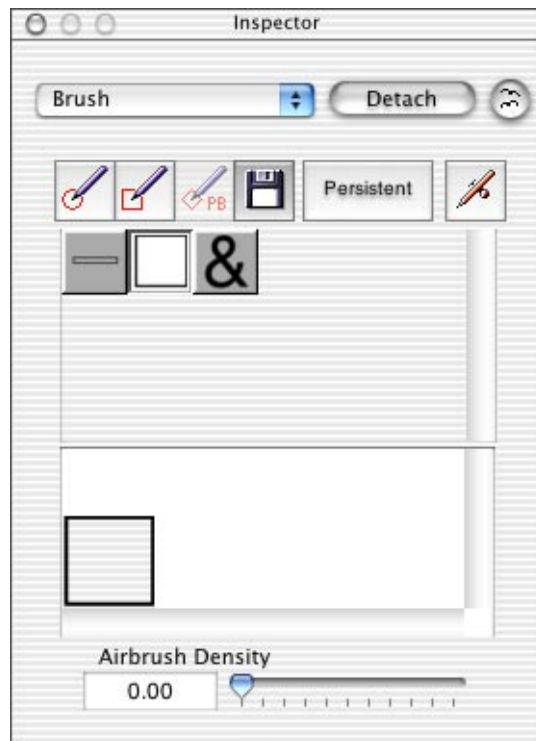 Inspector
Brush Detach
PB Persistent
&
Airbrush Density
0.00